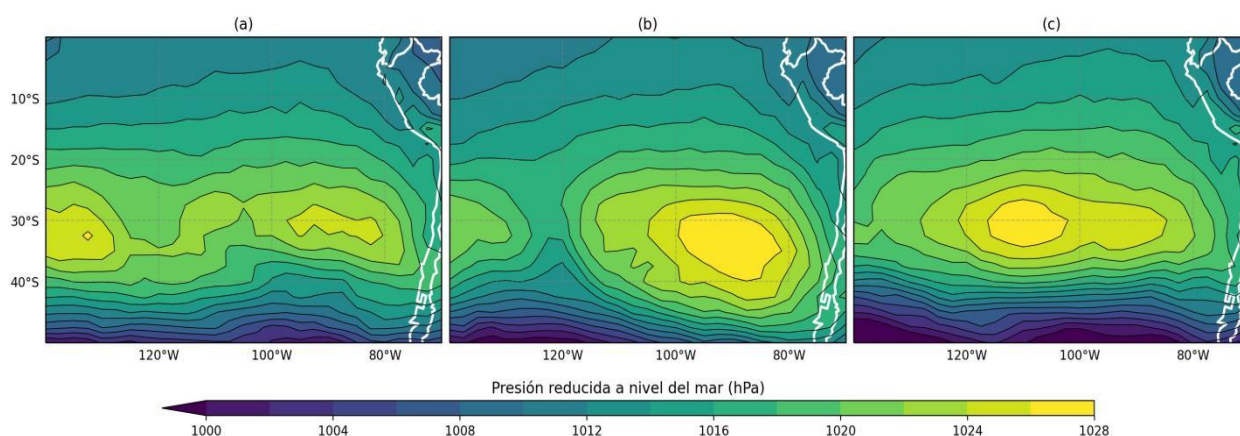 (a) (b) (c)
10°S
20°S
30°S
40°S
120°W 100°W 80°W 120°W 100°W 80°W 120°W 100°W 80°W
Presión reducida a nivel del mar (hPa)
1000 1004 1008 1012 1016 1020 1024 1028